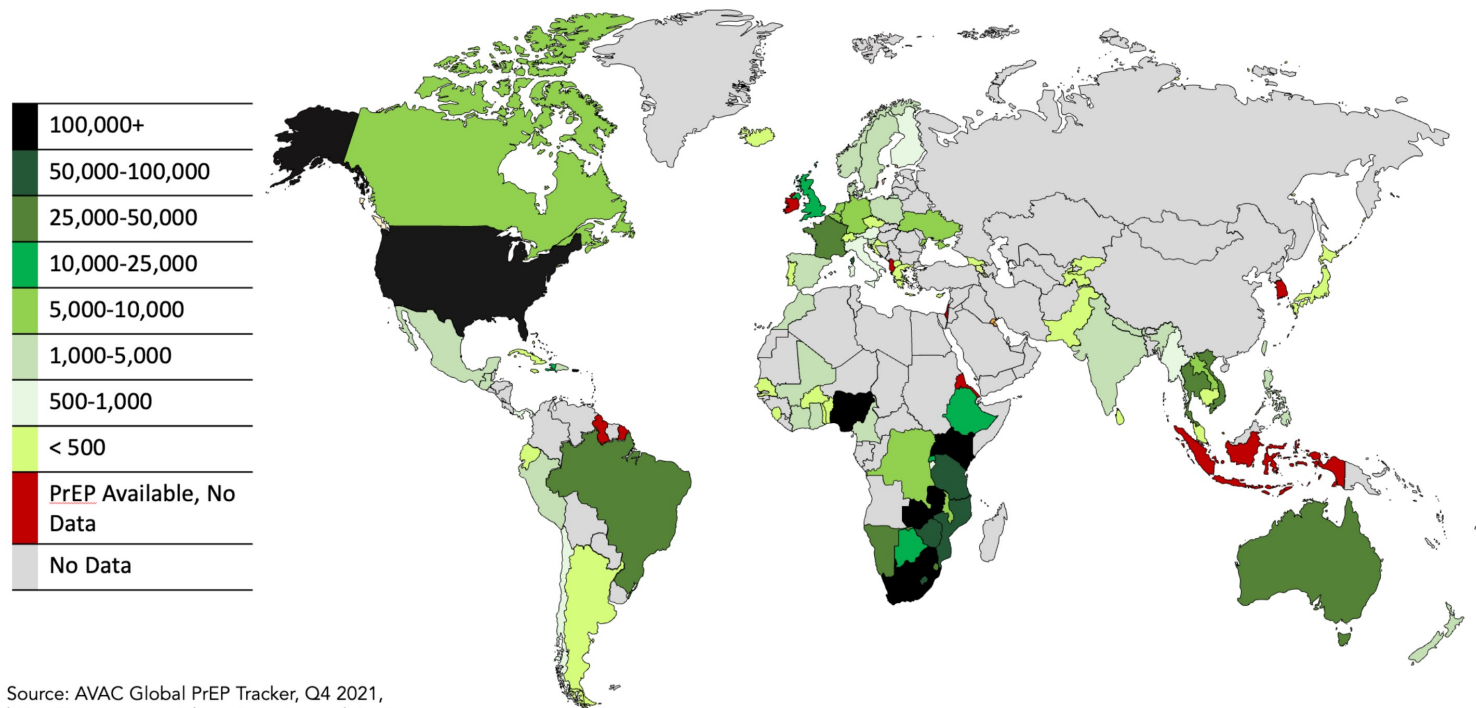 100,000+
50,000-100,000
25,000-50,000
10,000-25,000
5,000-10,000
1,000-5,000
500-1,000
< 500
PrEP Available, No
Data
No Data
Source: AVAC Global PrEP Tracker, Q4 2021,